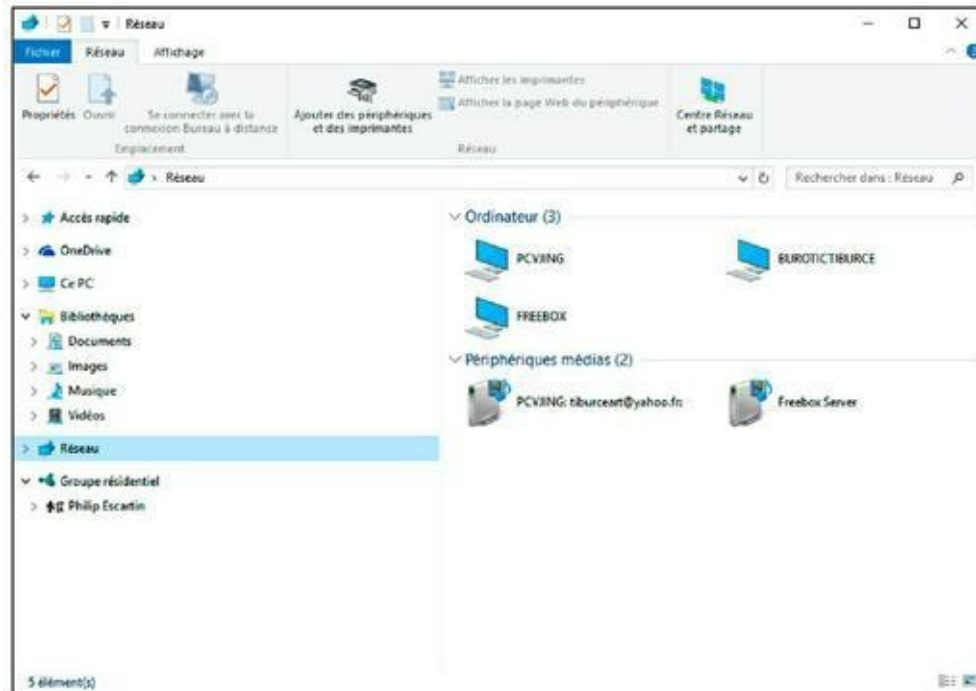 Réseau
Fichier Réseau Affichage
Propriétés Ouvrir Se connecter avec la connexion Bureau à distance
Ajouter des périphériques et des imprimantes
Afficher les imprimantes
Afficher la page Web du périphérique
Centre Réseau et partage
Emplacement Réseau
Réseau
Rechercher dans : Réseau
Accès rapide
OneDrive
Ce PC
Bibliothèques
Documents
Images
Musique
Vidéos
Réseau
Groupe résidentiel
Philip Escartin
Ordinateur (3)
PCVJING BUROTICTIBURCE
FREEBOX
Périphériques médias (2)
PCVJING: tiburceart@yahoo.fr: Freebox Server
5 élément(s)